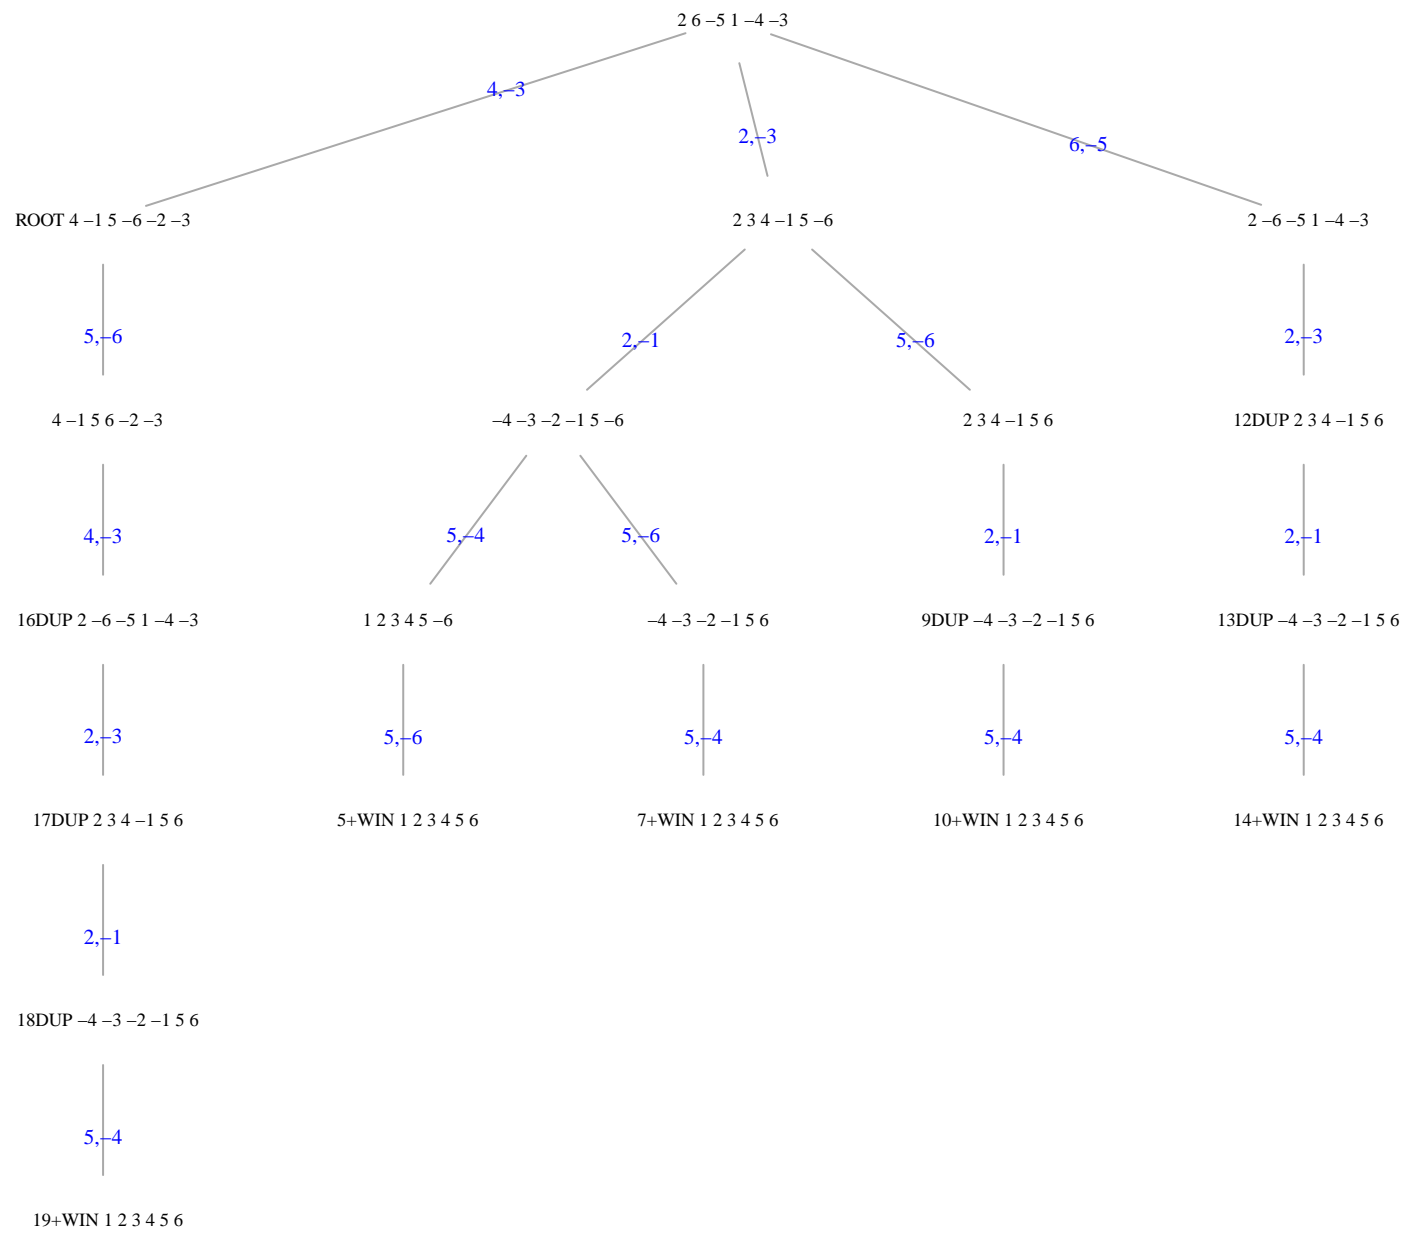 2 6 –5 1 –4 –3
4,–3
2,–3
6,–5
ROOT 4 –1 5 –6 –2 –3
2 3 4 –1 5 –6
2 –6 –5 1 –4 –3
5,–6
2,–1
5,–6
2,–3
4 –1 5 6 –2 –3
–4 –3 –2 –1 5 –6
2 3 4 –1 5 6
12DUP 2 3 4 –1 5 6
4,–3
5,–4
5,–6
2,–1
2,–1
16DUP 2 –6 –5 1 –4 –3
1 2 3 4 5 –6
–4 –3 –2 –1 5 6
9DUP –4 –3 –2 –1 5 6
13DUP –4 –3 –2 –1 5 6
2,–3
5,–6
5,–4
5,–4
5,–4
17DUP 2 3 4 –1 5 6
5+WIN 1 2 3 4 5 6
7+WIN 1 2 3 4 5 6
10+WIN 1 2 3 4 5 6
14+WIN 1 2 3 4 5 6
2,–1
18DUP –4 –3 –2 –1 5 6
5,–4
19+WIN 1 2 3 4 5 6